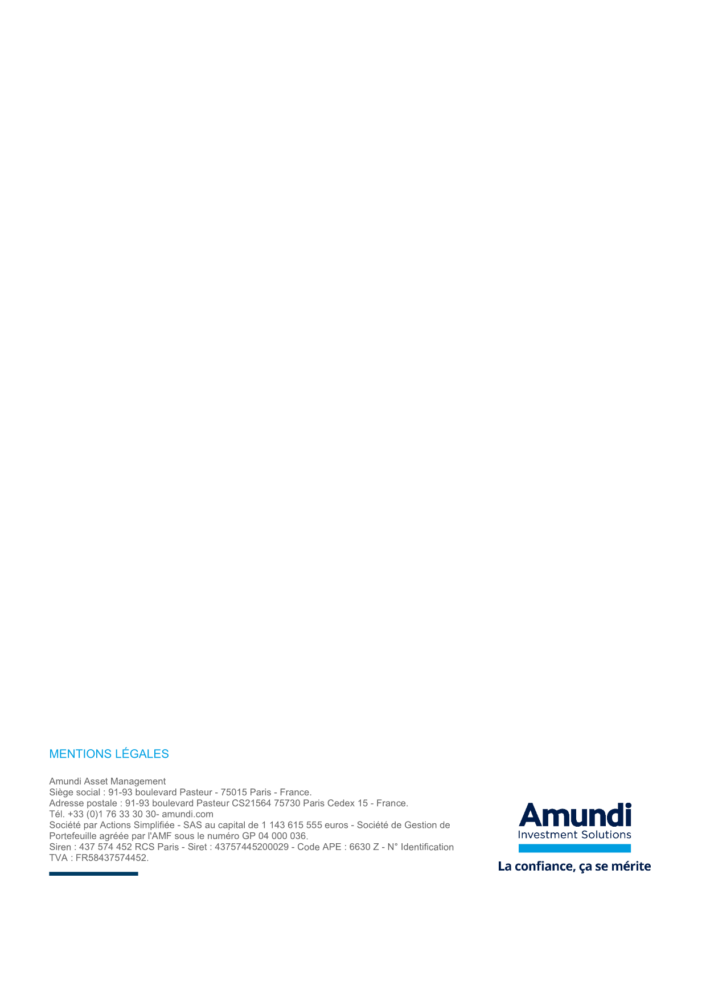 MENTIONS LÉGALES
Amundi Asset Management
Siège social : 91-93 boulevard Pasteur - 75015 Paris - France.
Adresse postale : 91-93 boulevard Pasteur CS21564 75730 Paris Cedex 15 - France.
Tél. +33 (0)1 76 33 30 30- amundi.com
Société par Actions Simplifiée - SAS au capital de 1 143 615 555 euros - Société de Gestion de
Portefeuille agréée par l'AMF sous le numéro GP 04 000 036.
Siren : 437 574 452 RCS Paris - Siret : 43757445200029 - Code APE : 6630 Z - N° Identification
TVA : FR58437574452.
Amundi
Investment Solutions
La confiance, ça se mérite